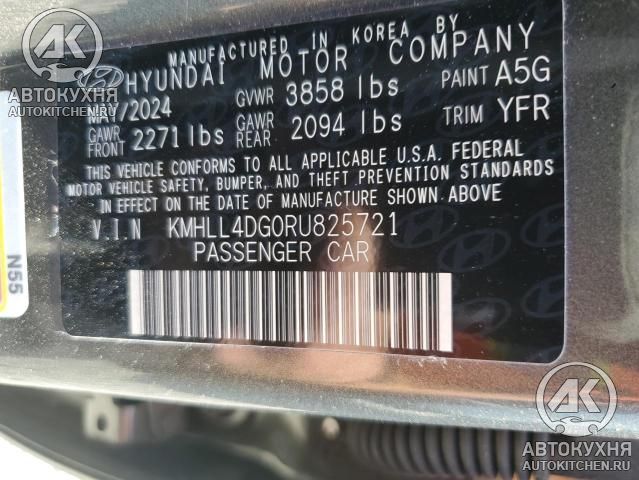 MANUFACTURED IN KOREA BY
HYUNDAI MOTOR COMPANY
MAY/2024 GVWR 3858 lbs PAINT A5G
GAWR FRONT 2271 lbs GAWR REAR 2094 lbs TRIM YFR
THIS VEHICLE CONFORMS TO ALL APPLICABLE U.S.A. FEDERAL
MOTOR VEHICLE SAFETY, BUMPER, AND THEFT PREVENTION STANDARDS
IN EFFECT ON THE DATE OF MANUFACTURE SHOWN ABOVE
V.I.N KMHLL4DG0RU825721
PASSENGER CAR
N55
АК
АВТОКУХНЯ
AUTOKITCHEN.RU
АК
АВТОКУХНЯ
AUTOKITCHEN.RU